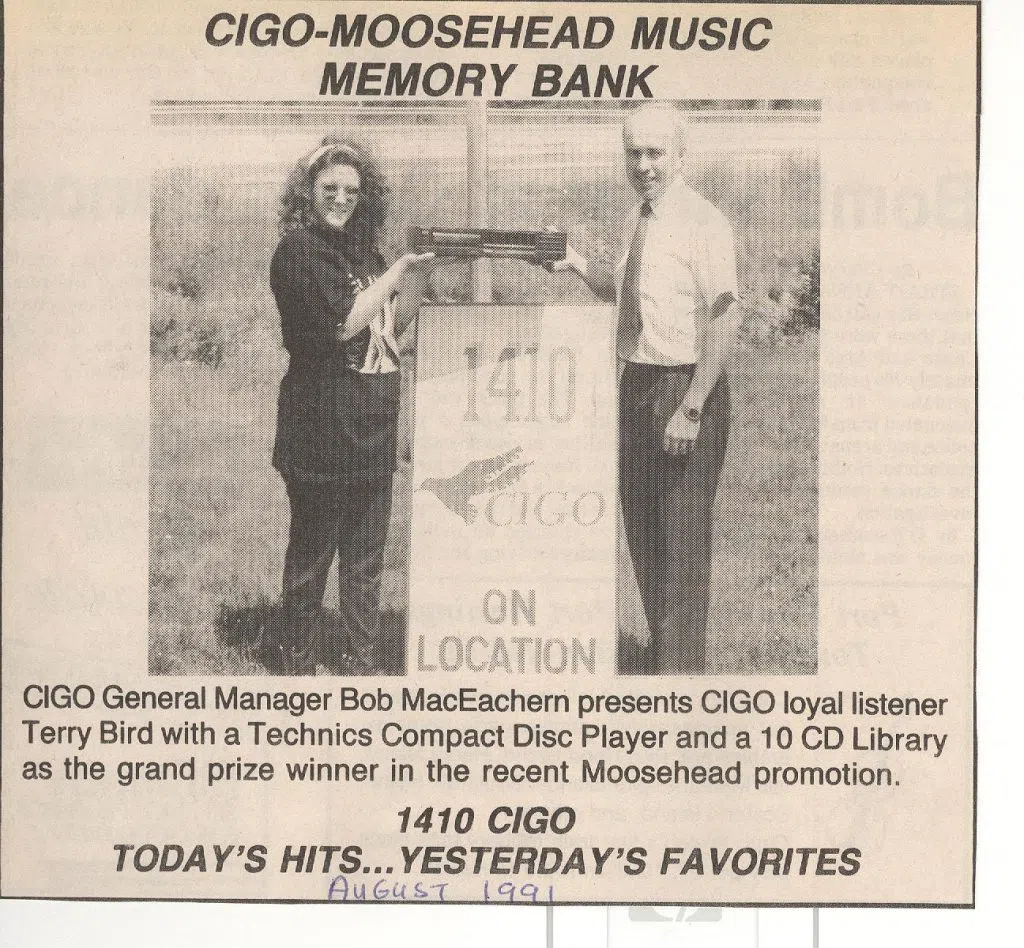 CIGO-MOOSEHEAD MUSIC
MEMORY BANK
1410
CIGO
ON
LOCATION
CIGO General Manager Bob MacEachern presents CIGO loyal listener
Terry Bird with a Technics Compact Disc Player and a 10 CD Library
as the grand prize winner in the recent Moosehead promotion.
1410 CIGO
TODAY'S HITS...YESTERDAY'S FAVORITES
AUGUST 1991